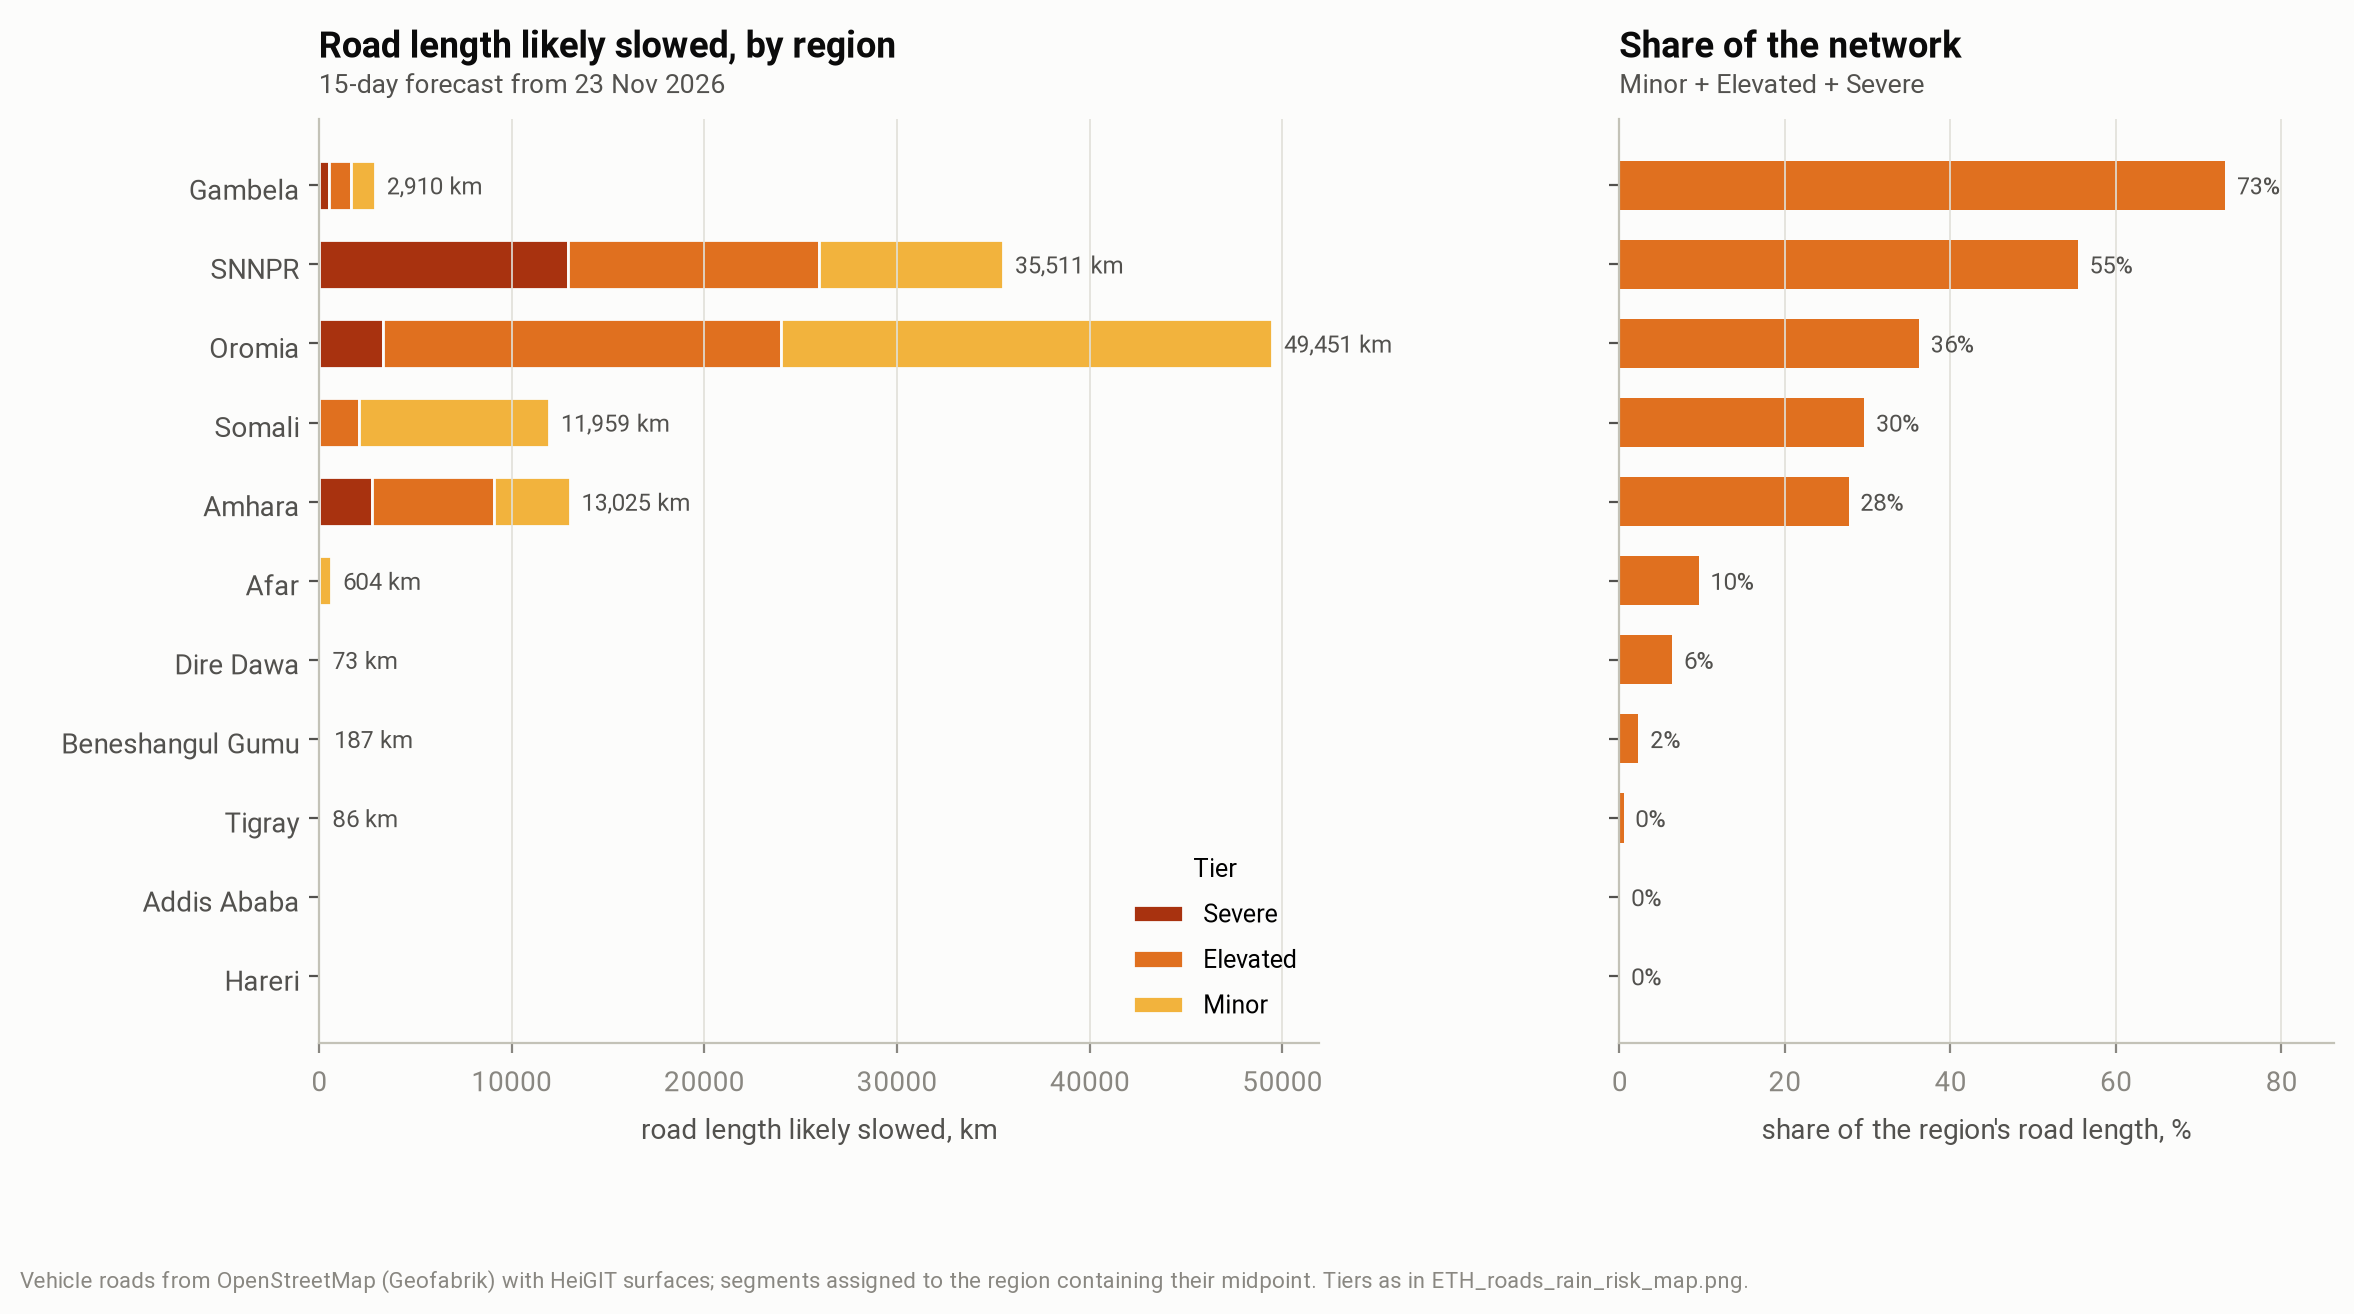 Road length likely slowed, by region
15-day forecast from 23 Nov 2026
Gambela
2,910 km
SNNPR
35,511 km
Oromia
49,451 km
Somali
11,959 km
Amhara
13,025 km
Afar
604 km
Dire Dawa
73 km
Beneshangul Gumu
187 km
Tigray
86 km
Addis Ababa
Hareri
Tier
Severe
Elevated
Minor
0 10000 20000 30000 40000 50000
road length likely slowed, km
Share of the network
Minor + Elevated + Severe
73%
55%
36%
30%
28%
10%
6%
2%
0%
0%
0%
0 20 40 60 80
share of the region's road length, %
Vehicle roads from OpenStreetMap (Geofabrik) with HeiGIT surfaces; segments assigned to the region containing their midpoint. Tiers as in ETH_roads_rain_risk_map.png.